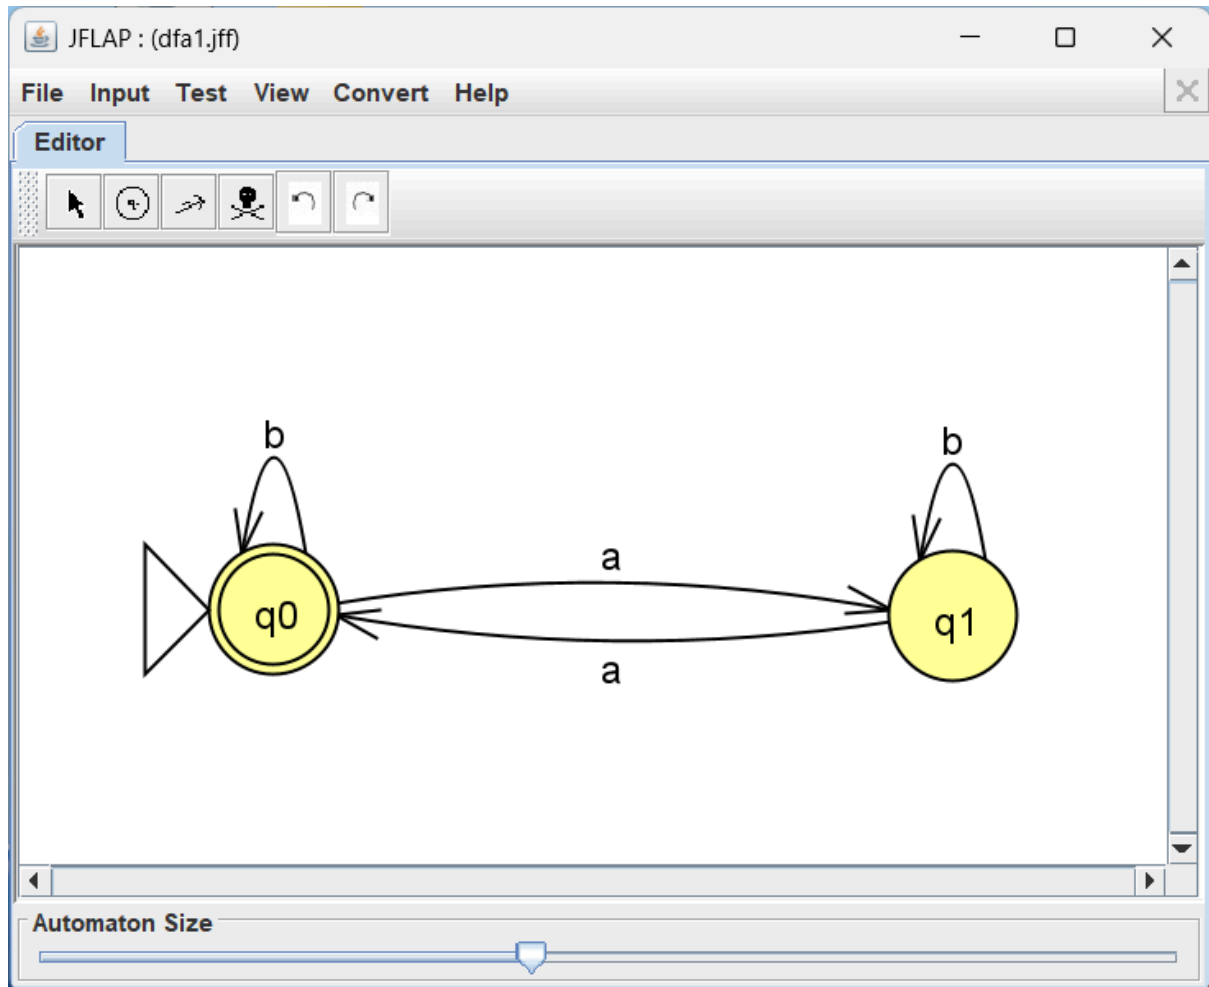 JFLAP : (dfa1.jff)
File Input Test View Convert Help
Editor
b
b
a
q0
q1
a
Automaton Size